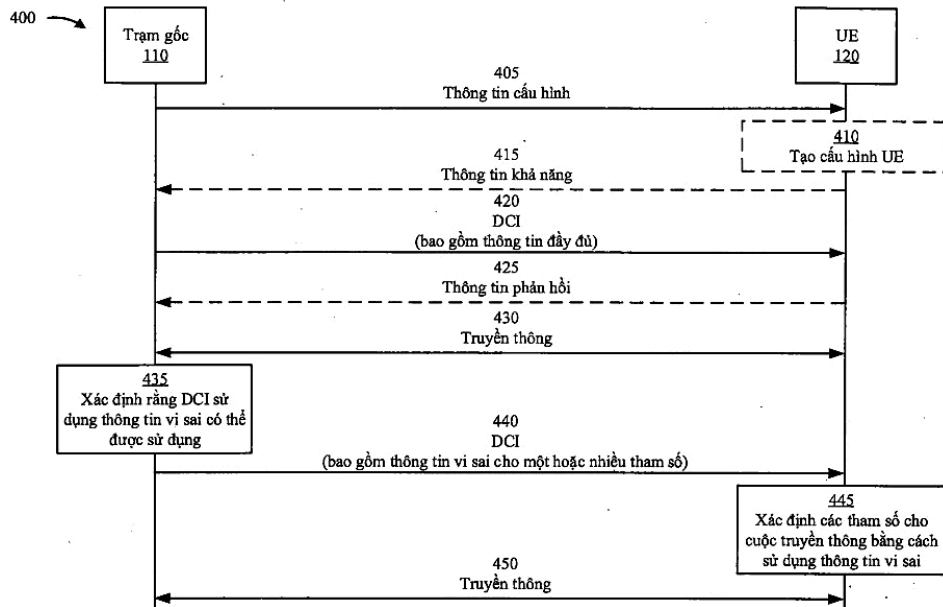 400
Trạm gốc
110
UE
120
405
Thông tin cấu hình
410
Tạo cấu hình UE
415
Thông tin khả năng
420
DCI
(bao gồm thông tin đầy đủ)
425
Thông tin phản hồi
430
Truyền thông
435
Xác định rằng DCI sử
dụng thông tin vi sai có thể
được sử dụng
440
DCI
(bao gồm thông tin vi sai cho một hoặc nhiều tham số)
445
Xác định các tham số cho
cuộc truyền thông bằng cách
sử dụng thông tin vi sai
450
Truyền thông